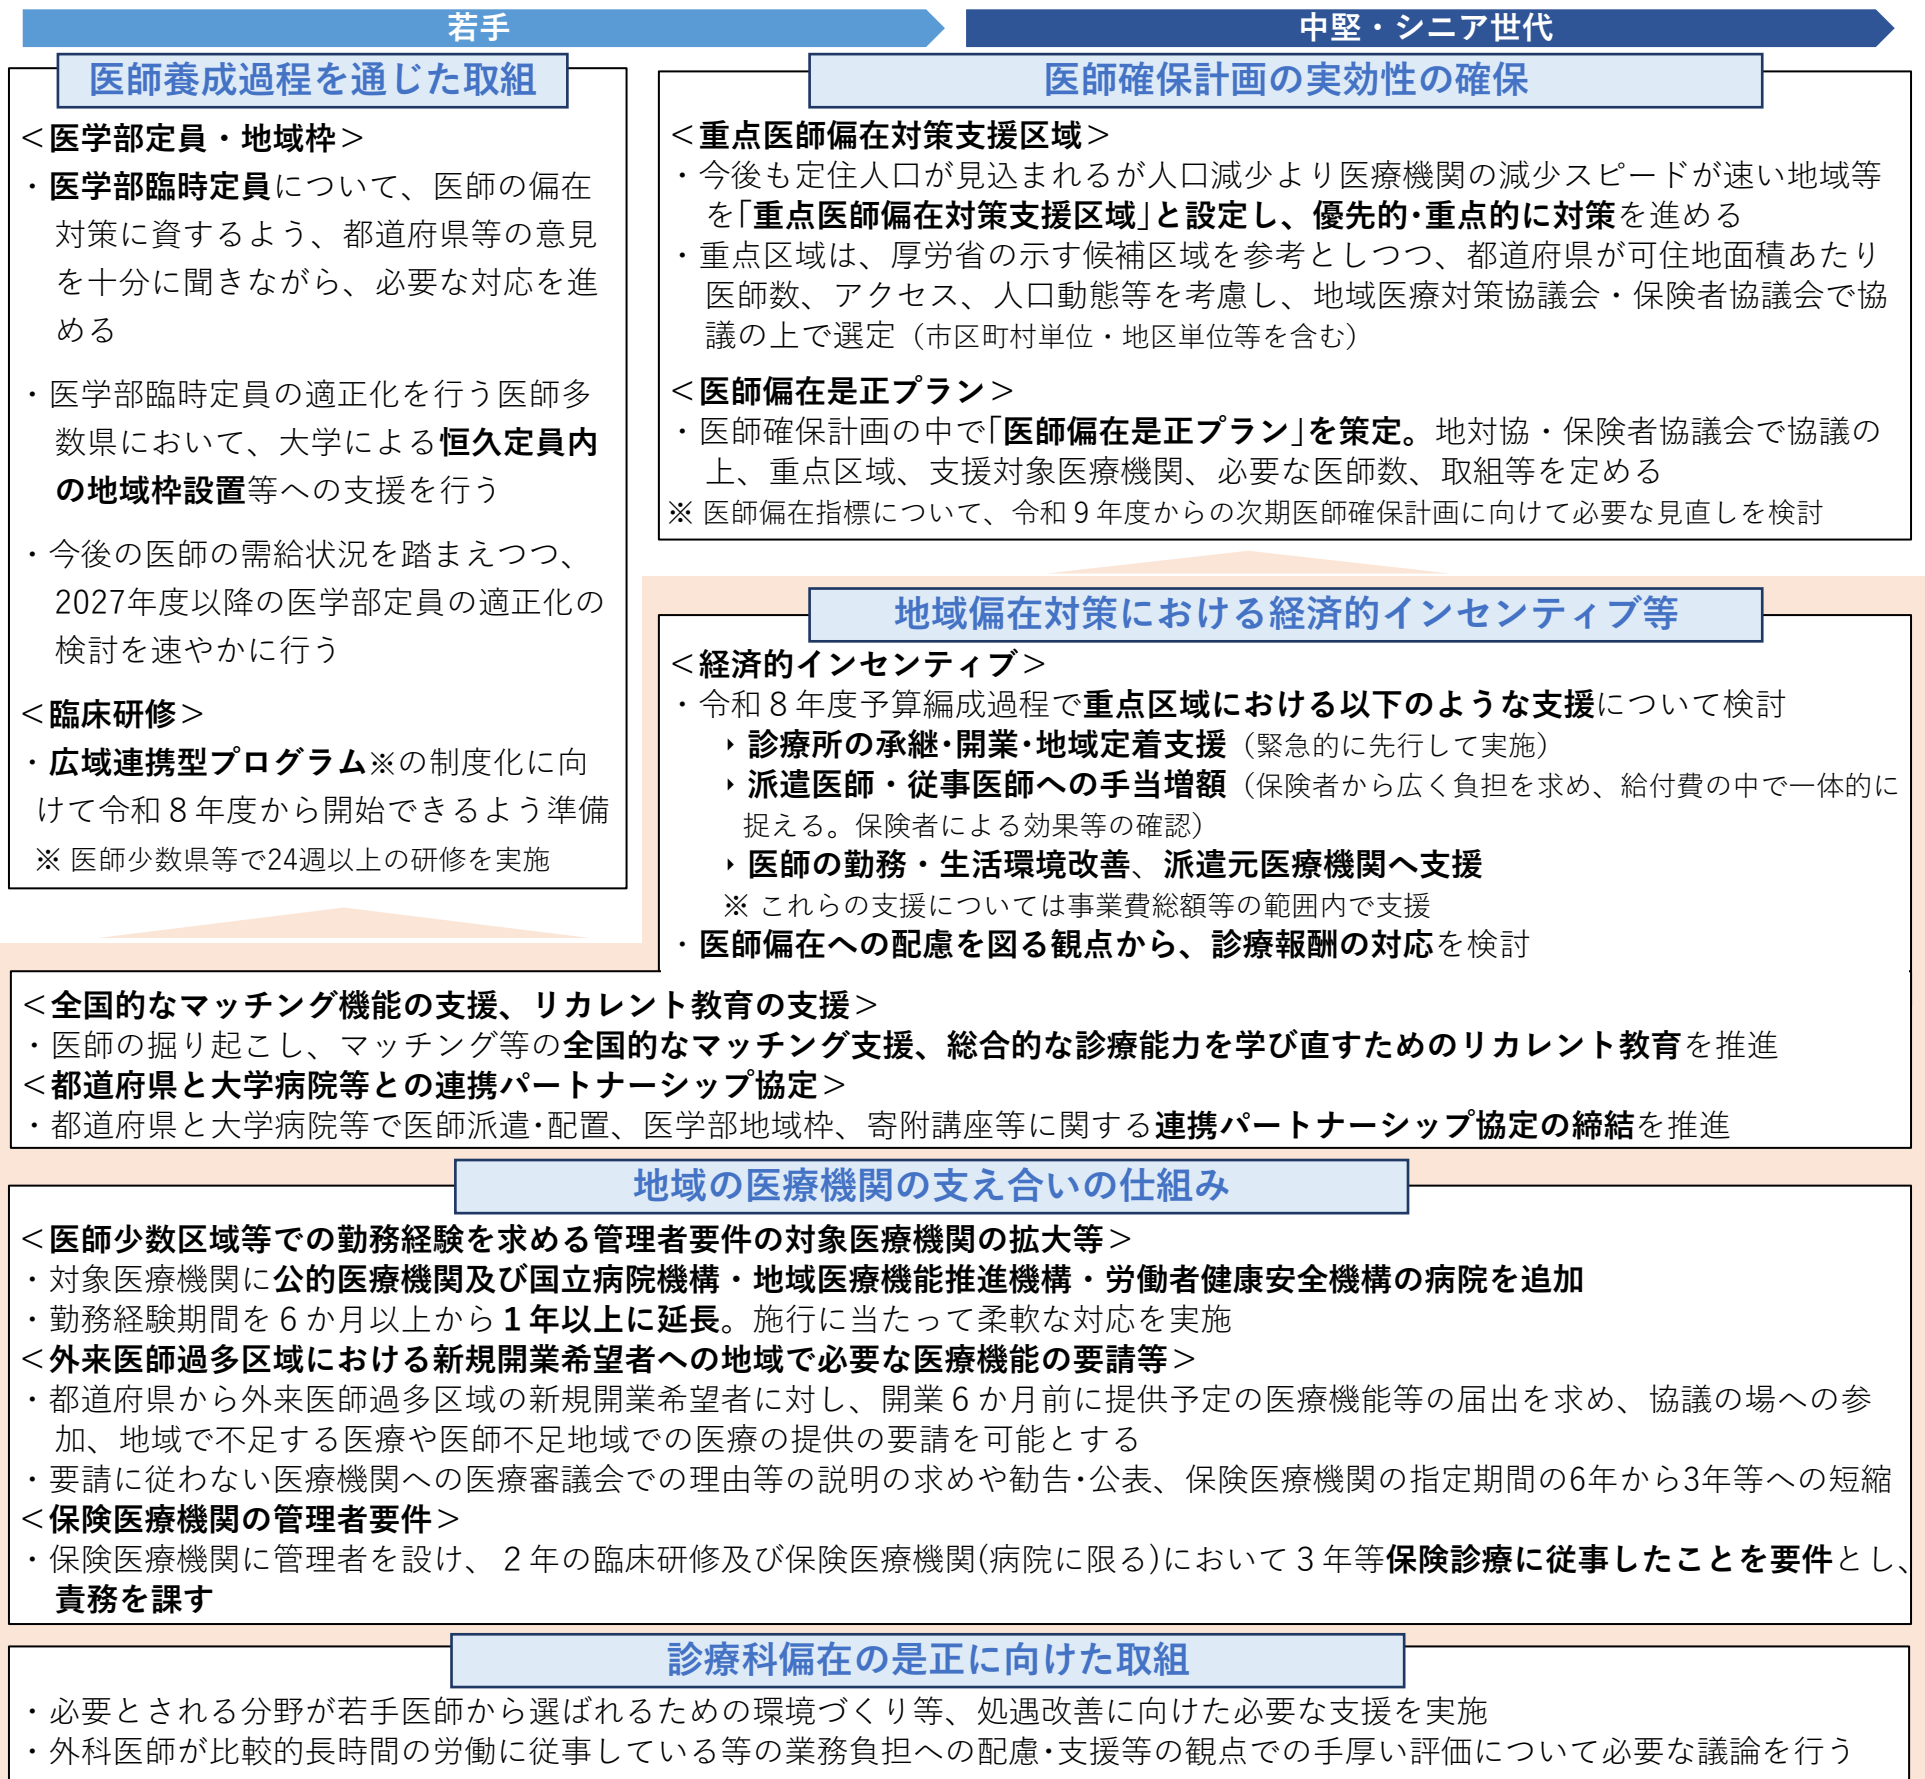 若手
中堅・シニア世代
医師養成過程を通じた取組
＜医学部定員・地域枠＞
・医学部臨時定員について、医師の偏在
対策に資するよう、都道府県等の意見
を十分に聞きながら、必要な対応を進
める
・医学部臨時定員の適正化を行う医師多
数県において、大学による恒久定員内
の地域枠設置等への支援を行う
・今後の医師の需給状況を踏まえつつ、
2027年度以降の医学部定員の適正化の
検討を速やかに行う
＜臨床研修＞
・広域連携型プログラム※の制度化に向
けて令和８年度から開始できるよう準備
※ 医師少数県等で24週以上の研修を実施
医師確保計画の実効性の確保
＜重点医師偏在対策支援区域＞
・今後も定住人口が見込まれるが人口減少より医療機関の減少スピードが速い地域等
を｢重点医師偏在対策支援区域｣と設定し、優先的･重点的に対策を進める
・重点区域は、厚労省の示す候補区域を参考としつつ、都道府県が可住地面積あたり
医師数、アクセス、人口動態等を考慮し、地域医療対策協議会・保険者協議会で協
議の上で選定（市区町村単位・地区単位等を含む）
＜医師偏在是正プラン＞
・医師確保計画の中で｢医師偏在是正プラン｣を策定。地対協・保険者協議会で協議の
上、重点区域、支援対象医療機関、必要な医師数、取組等を定める
※ 医師偏在指標について、令和９年度からの次期医師確保計画に向けて必要な見直しを検討
地域偏在対策における経済的インセンティブ等
＜経済的インセンティブ＞
・令和８年度予算編成過程で重点区域における以下のような支援について検討
‣ 診療所の承継･開業･地域定着支援（緊急的に先行して実施）
‣ 派遣医師・従事医師への手当増額（保険者から広く負担を求め、給付費の中で一体的に
捉える。保険者による効果等の確認）
‣ 医師の勤務・生活環境改善、派遣元医療機関へ支援
※ これらの支援については事業費総額等の範囲内で支援
・医師偏在への配慮を図る観点から、診療報酬の対応を検討
＜全国的なマッチング機能の支援、リカレント教育の支援＞
・医師の掘り起こし、マッチング等の全国的なマッチング支援、総合的な診療能力を学び直すためのリカレント教育を推進
＜都道府県と大学病院等との連携パートナーシップ協定＞
・都道府県と大学病院等で医師派遣･配置、医学部地域枠、寄附講座等に関する連携パートナーシップ協定の締結を推進
地域の医療機関の支え合いの仕組み
＜医師少数区域等での勤務経験を求める管理者要件の対象医療機関の拡大等＞
・対象医療機関に公的医療機関及び国立病院機構・地域医療機能推進機構・労働者健康安全機構の病院を追加
・勤務経験期間を６か月以上から１年以上に延長。施行に当たって柔軟な対応を実施
＜外来医師過多区域における新規開業希望者への地域で必要な医療機能の要請等＞
・都道府県から外来医師過多区域の新規開業希望者に対し、開業６か月前に提供予定の医療機能等の届出を求め、協議の場への参
加、地域で不足する医療や医師不足地域での医療の提供の要請を可能とする
・要請に従わない医療機関への医療審議会での理由等の説明の求めや勧告･公表、保険医療機関の指定期間の6年から3年等への短縮
＜保険医療機関の管理者要件＞
・保険医療機関に管理者を設け、２年の臨床研修及び保険医療機関(病院に限る)において３年等保険診療に従事したことを要件とし、
責務を課す
診療科偏在の是正に向けた取組
・必要とされる分野が若手医師から選ばれるための環境づくり等、処遇改善に向けた必要な支援を実施
・外科医師が比較的長時間の労働に従事している等の業務負担への配慮･支援等の観点での手厚い評価について必要な議論を行う